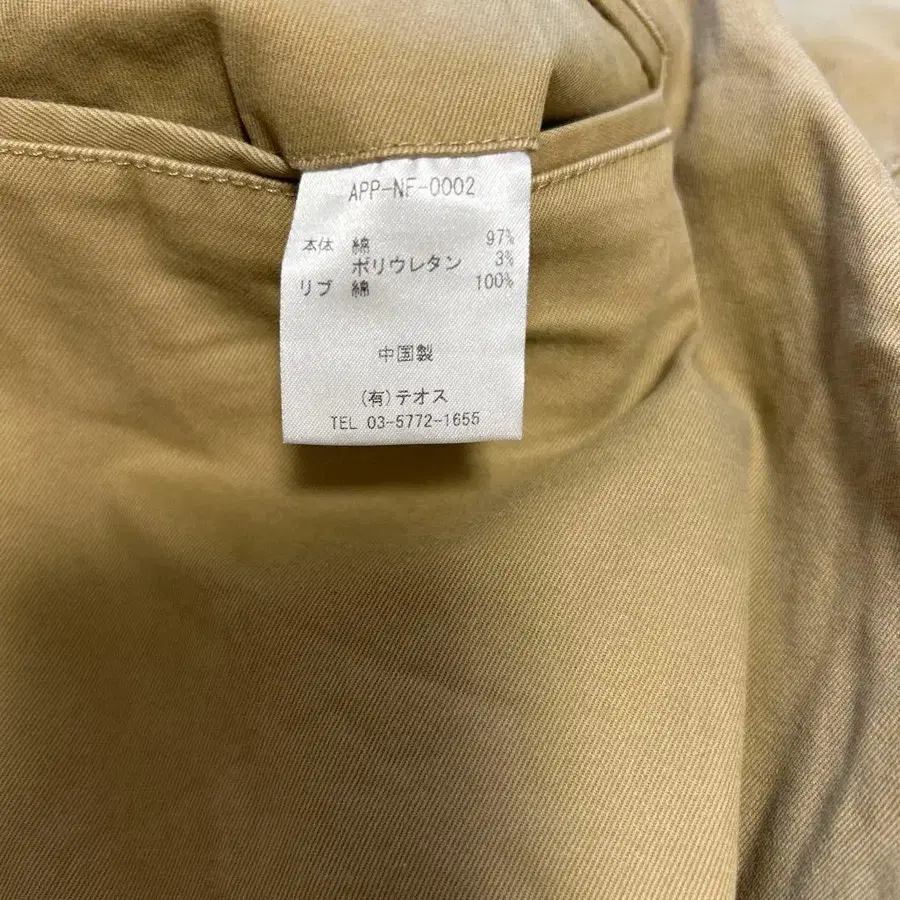 APP-NF-0002
本体 綿 97%
ポリウレタン 3%
リブ 綿 100%
中国製
(有)テオス
TEL 03-5772-1655